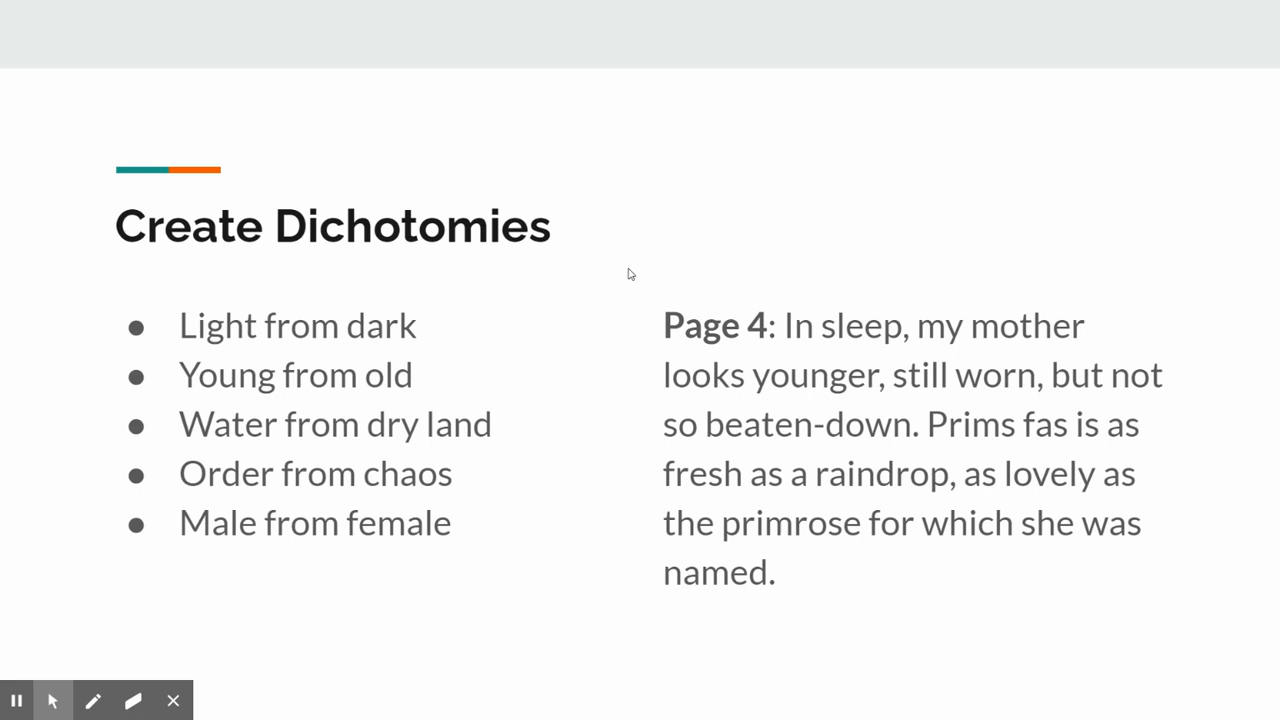 Create Dichotomies
● Light from dark
● Young from old
● Water from dry land
● Order from chaos
● Male from female
Page 4: In sleep, my mother
looks younger, still worn, but not
so beaten-down. Prims fas is as
fresh as a raindrop, as lovely as
the primrose for which she was
named.